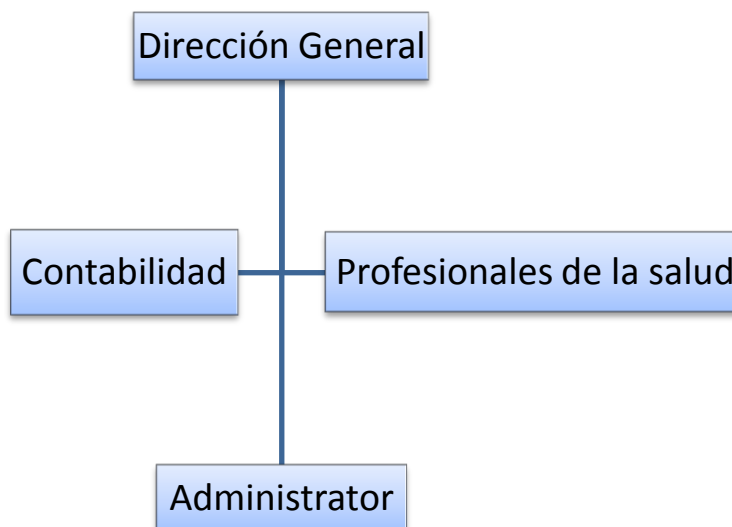 Dirección General
Contabilidad
Profesionales de la salud
Administrator